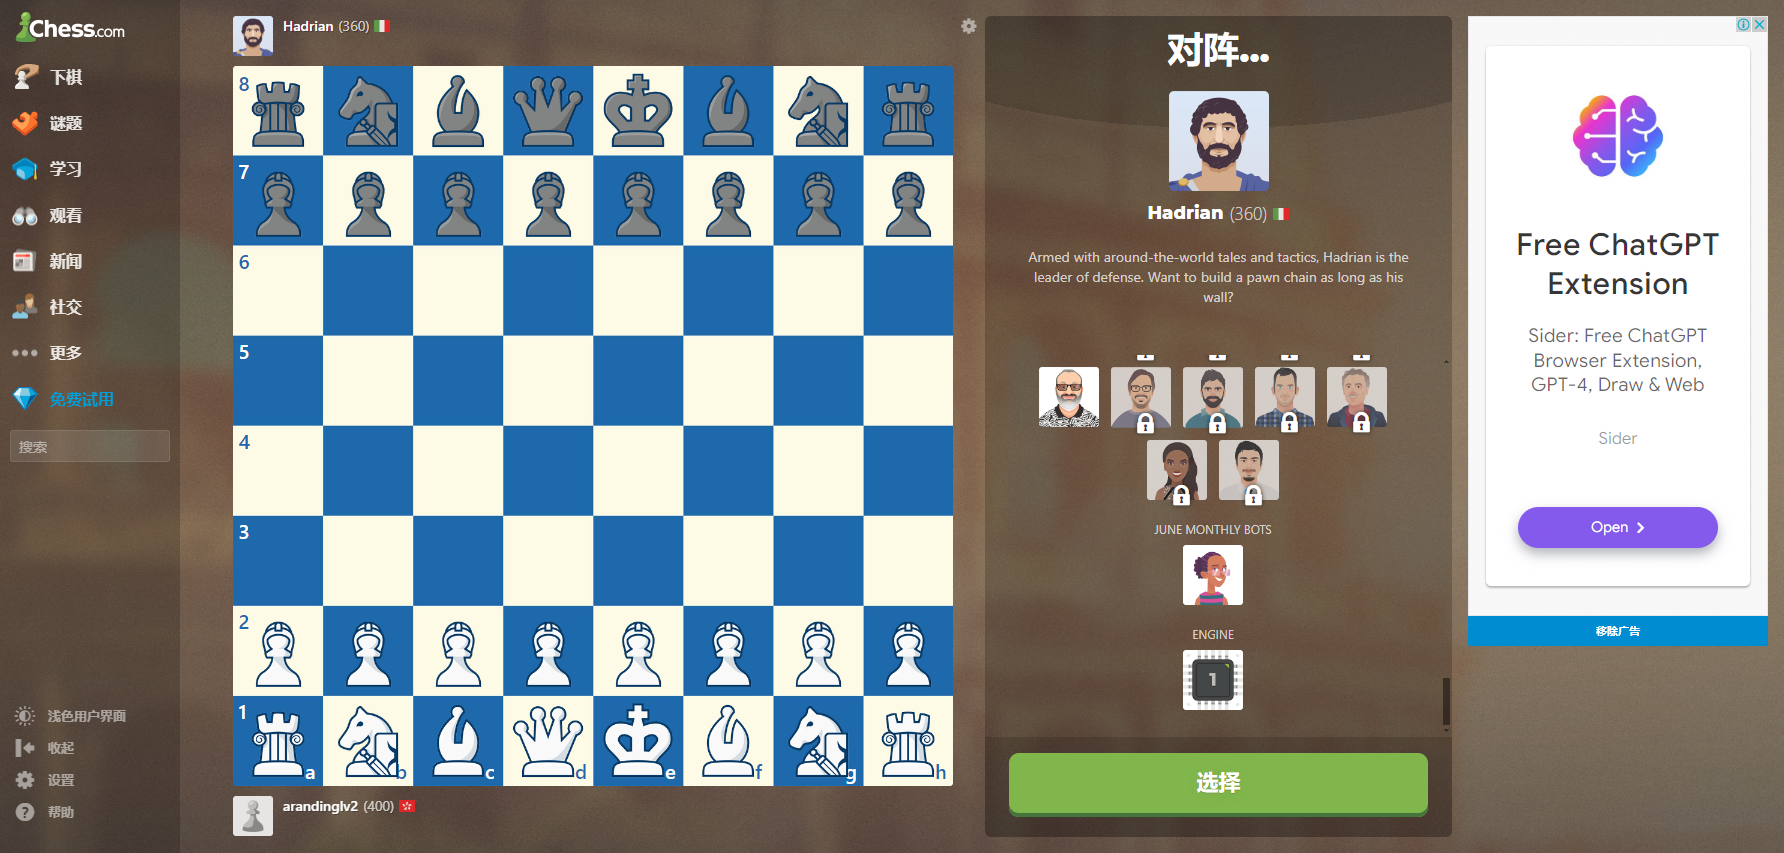 Chess.com
下棋
谜题
学习
观看
新闻
社交
更多
免费试用
搜索
浅色用户界面
收起
设置
帮助
Hadrian (360)
8
7
6
5
4
3
2
1
a b c d e f g h
arandinglv2 (400)
对阵...
Hadrian (360)
Armed with around-the-world tales and tactics, Hadrian is the
leader of defense. Want to build a pawn chain as long as his
wall?
JUNE MONTHLY BOTS
ENGINE
1
选择
Free ChatGPT
Extension
Sider: Free ChatGPT
Browser Extension,
GPT-4, Draw & Web
Sider
Open
移除广告